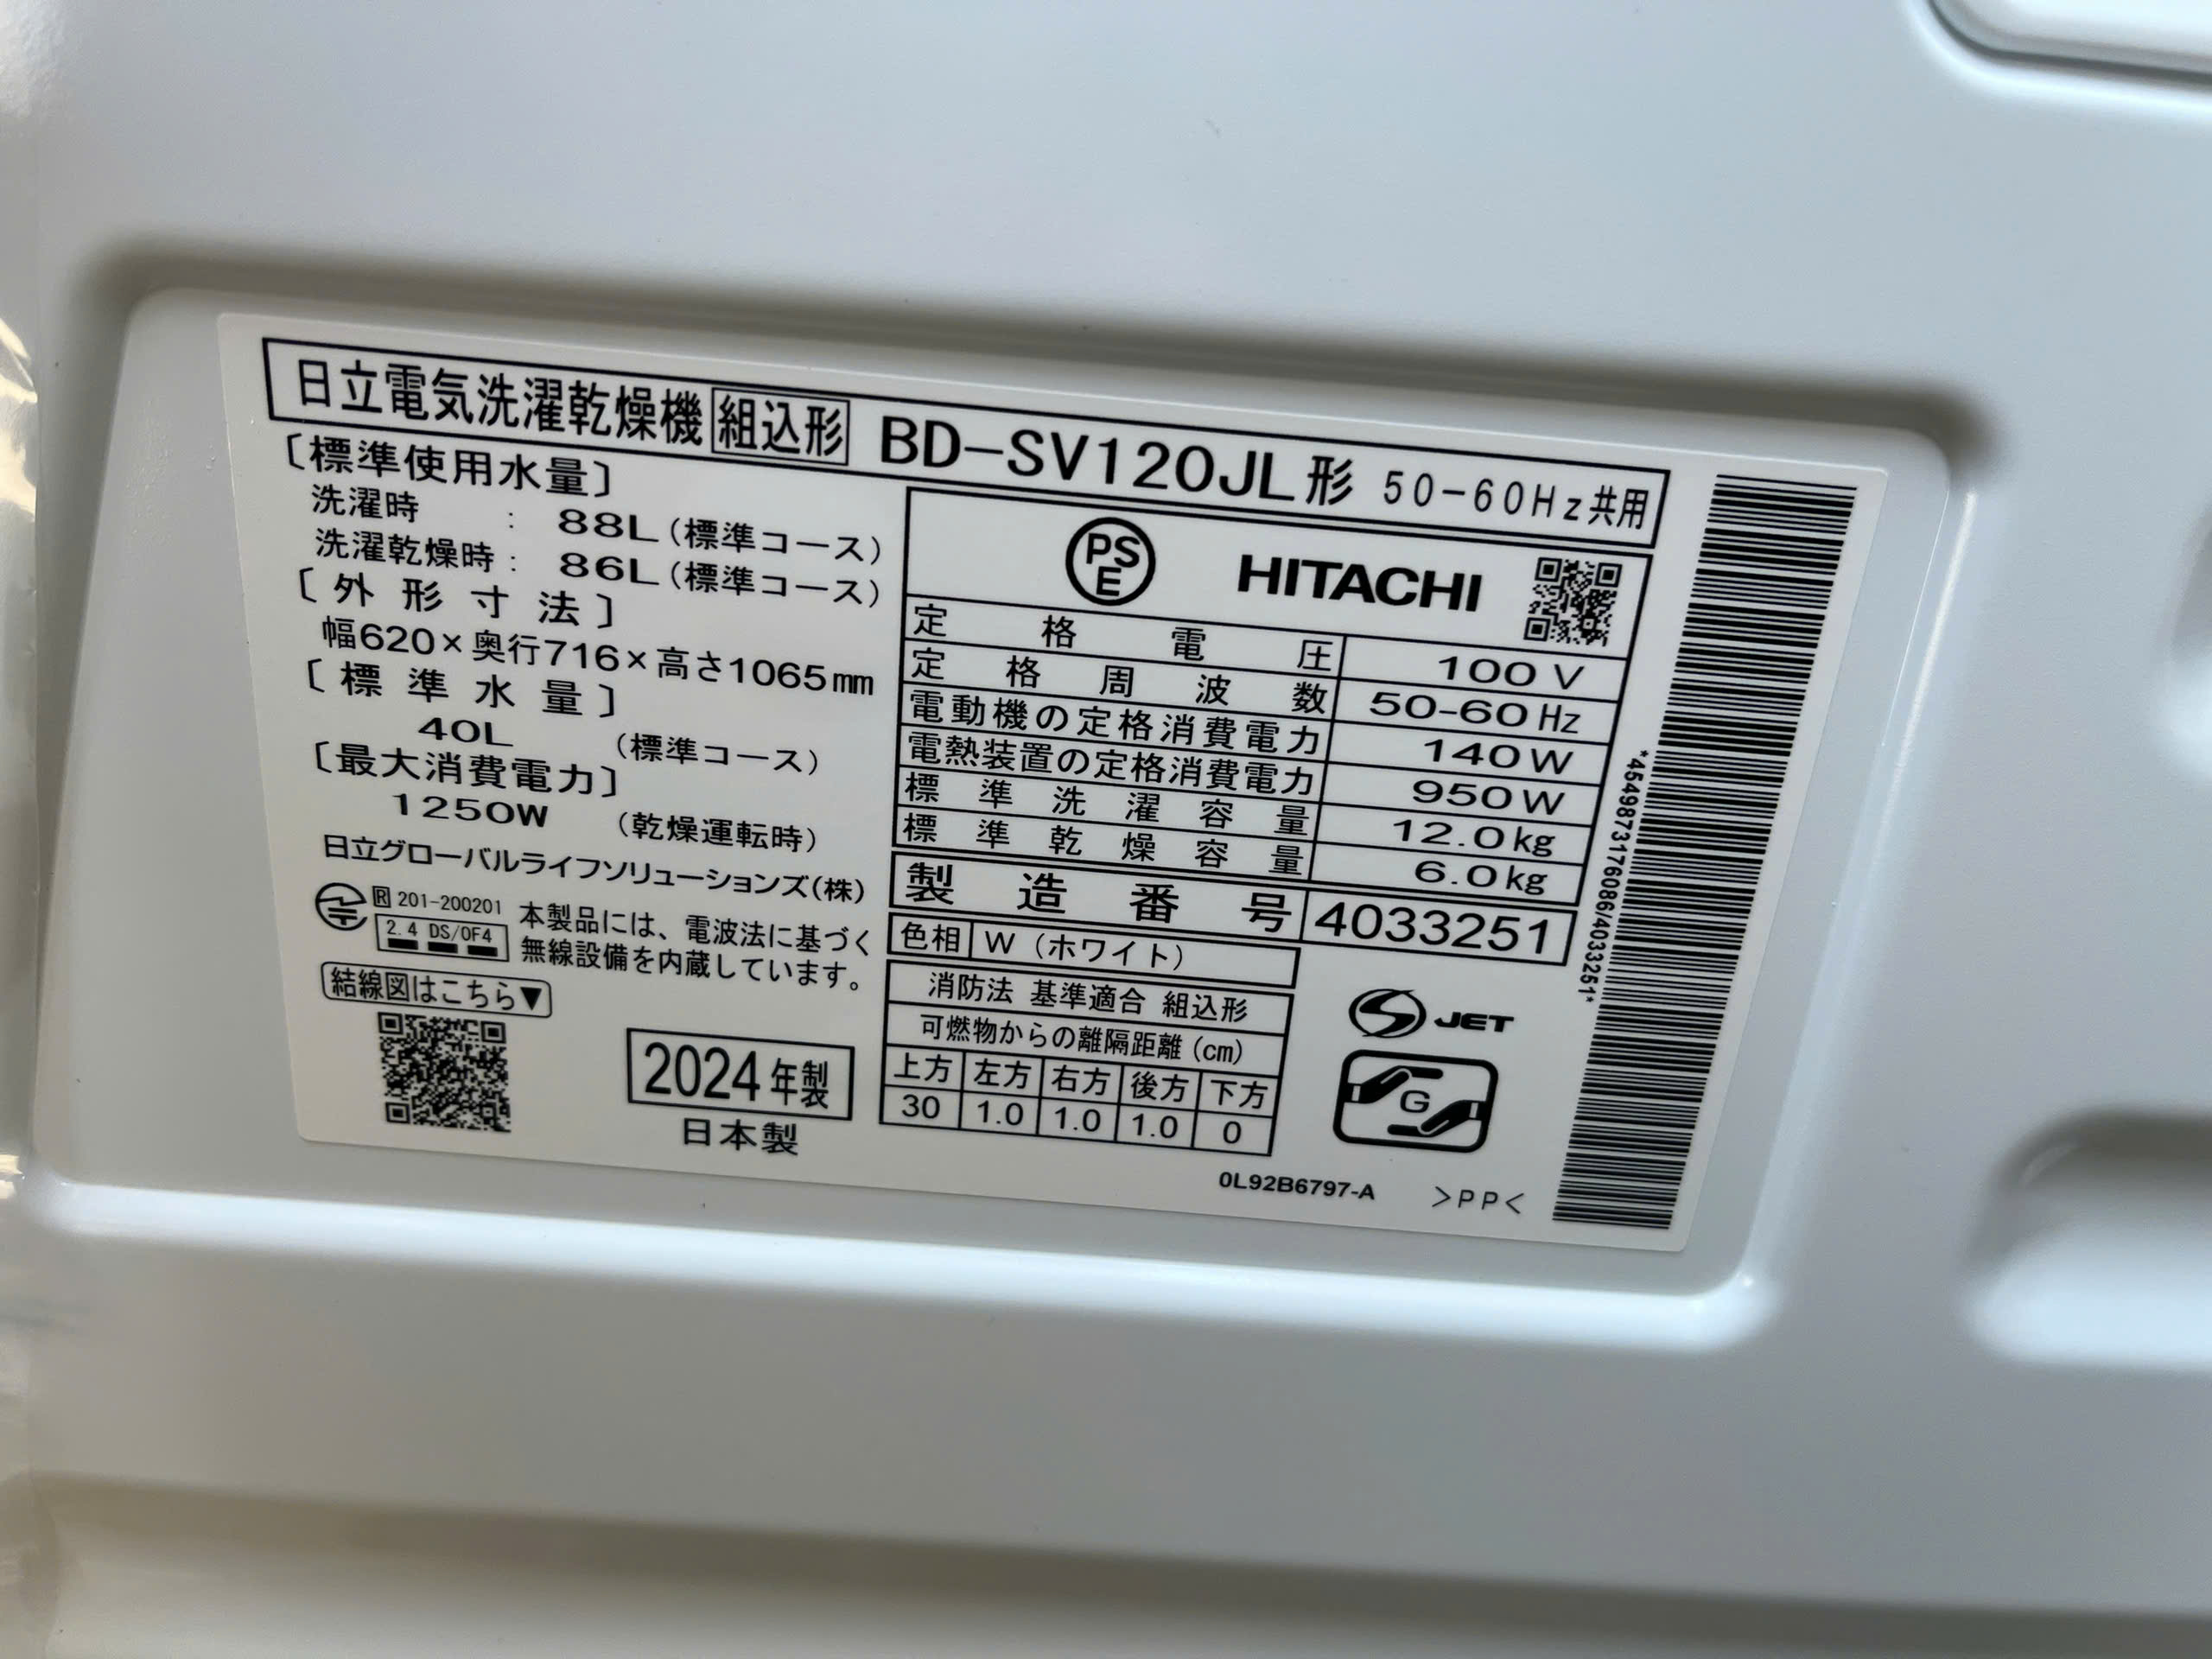 日立電気洗濯乾燥機 組込形 BD-SV120JL形 50-60Hz共用
〔標準使用水量〕
洗濯時 : 88L(標準コース)
洗濯乾燥時: 86L(標準コース)
〔外形寸法〕
幅620×奥行716×高さ1065mm
〔標準水量〕
40L (標準コース)
〔最大消費電力〕
1250W (乾燥運転時)
日立グローバルライフソリューションズ(株)
R 201-200201
2.4 DS/OF4
本製品には、電波法に基づく
無線設備を内蔵しています。
結線図はこちら▼
2024年製
日本製
PSE HITACHI
定格電圧 100V
定格周波数 50-60Hz
電動機の定格消費電力 140W
電熱装置の定格消費電力 950W
標準洗濯容量 12.0kg
標準乾燥容量 6.0kg
製造番号 4033251
色相 W(ホワイト)
消防法 基準適合 組込形
可燃物からの離隔距離(cm)
上方 左方 右方 後方 下方
30 1.0 1.0 1.0 0
S JET
G
0L92B6797-A >PP<
*4549873176086/4033251*